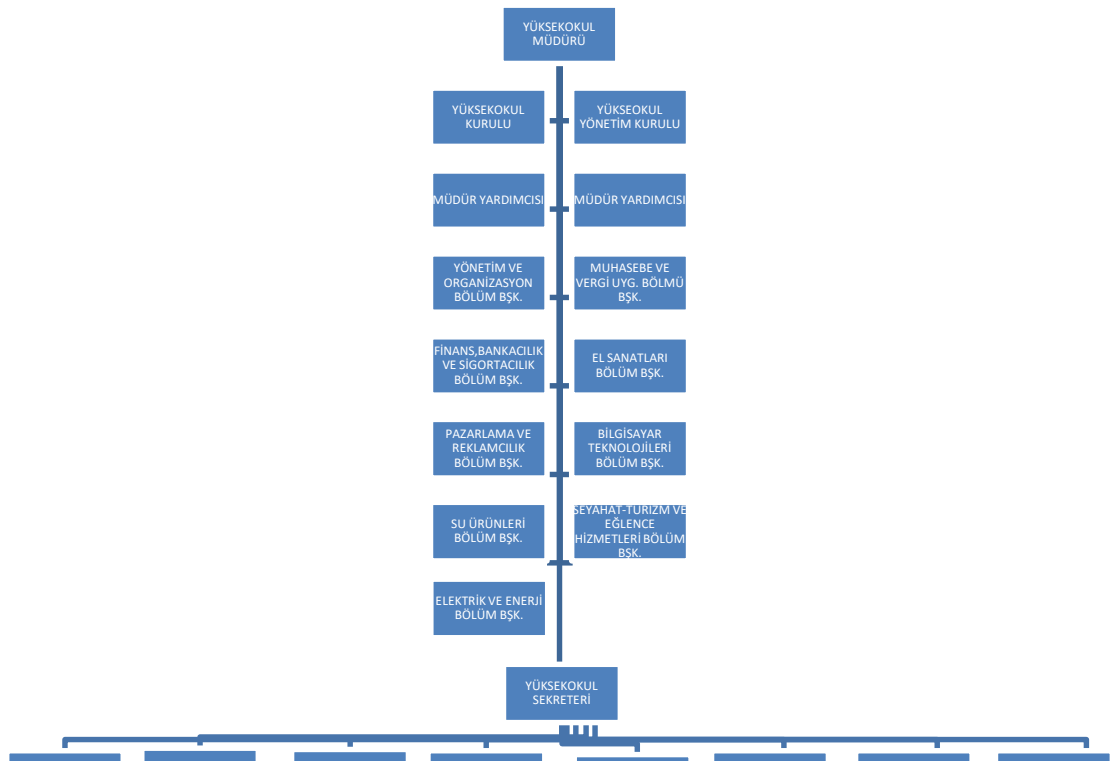 YÜKSEKOKUL
MÜDÜRÜ
YÜKSEKOKUL
KURULU
YÜKSEOKUL
YÖNETİM KURULU
MÜDÜR YARDIMCISI
MÜDÜR YARDIMCISI
YÖNETİM VE
ORGANİZASYON
BÖLÜM BŞK.
MUHASEBE VE
VERGİ UYG. BÖLMÜ
BŞK.
FİNANS,BANKACILIK
VE SİGORTACILIK
BÖLÜM BŞK.
EL SANATLARI
BÖLÜM BŞK.
PAZARLAMA VE
REKLAMCILIK
BÖLÜM BŞK.
BİLGİSAYAR
TEKNOLOJİLERİ
BÖLÜM BŞK.
SU ÜRÜNLERİ
BÖLÜM BŞK.
SEYAHAT-TURİZM VE
EĞLENCE
HİZMETLERİ BÖLÜM
BŞK.
ELEKTRİK VE ENERJİ
BÖLÜM BŞK.
YÜKSEKOKUL
SEKRETERİ